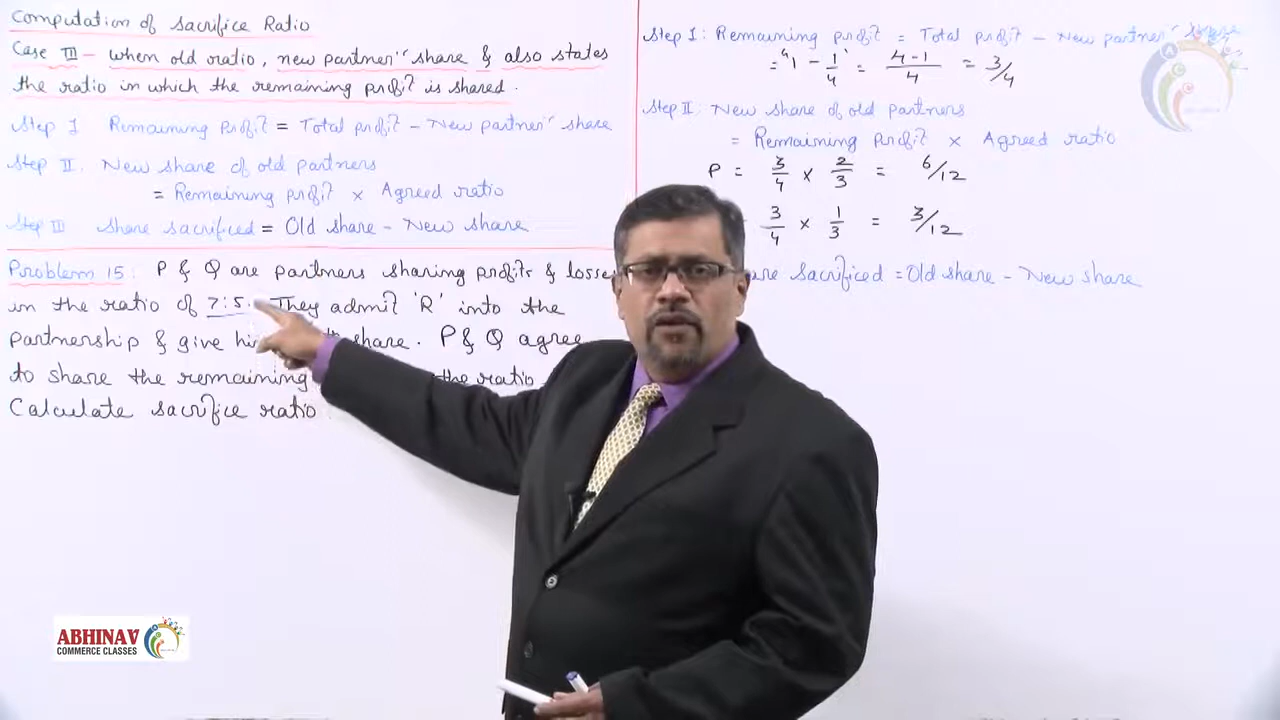 Computation of Sacrifice Ratio
Case III - when old ratio, new partner's share & also states
the ratio in which the remaining profit is shared.
Step I Remaining profit = Total profit - New partner's share
Step II. New share of old partners
= Remaining profit × Agreed ratio
Step III Share sacrificed = Old share - New share
Problem 15: P & Q are partners sharing profits & losse
in the ratio of 7:5. They admit 'R' into the
partnership & give hi share. P & Q agree
to share the remaining the ratio
Calculate sacrifice ratio
ABHINAV
COMMERCE CLASSES
Step I: Remaining profit = Total profit - New partner's share
= 4 1 - 1/4 = 4-1/4 = 3/4
Step II: New share of old partners
= Remaining profit × Agreed ratio
P = 3/4 × 2/3 = 6/12
= 3/4 × 1/3 = 3/12
are sacrificed = Old share - New share